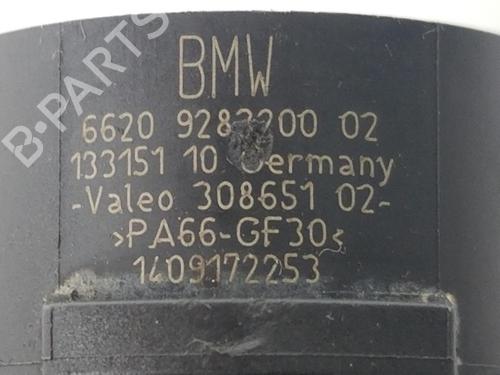 B-PARTS
BMW
6620 9283200 02
133151 10 Germany
-Valeo 308651 02-
>PA66-GF30<
1409172253